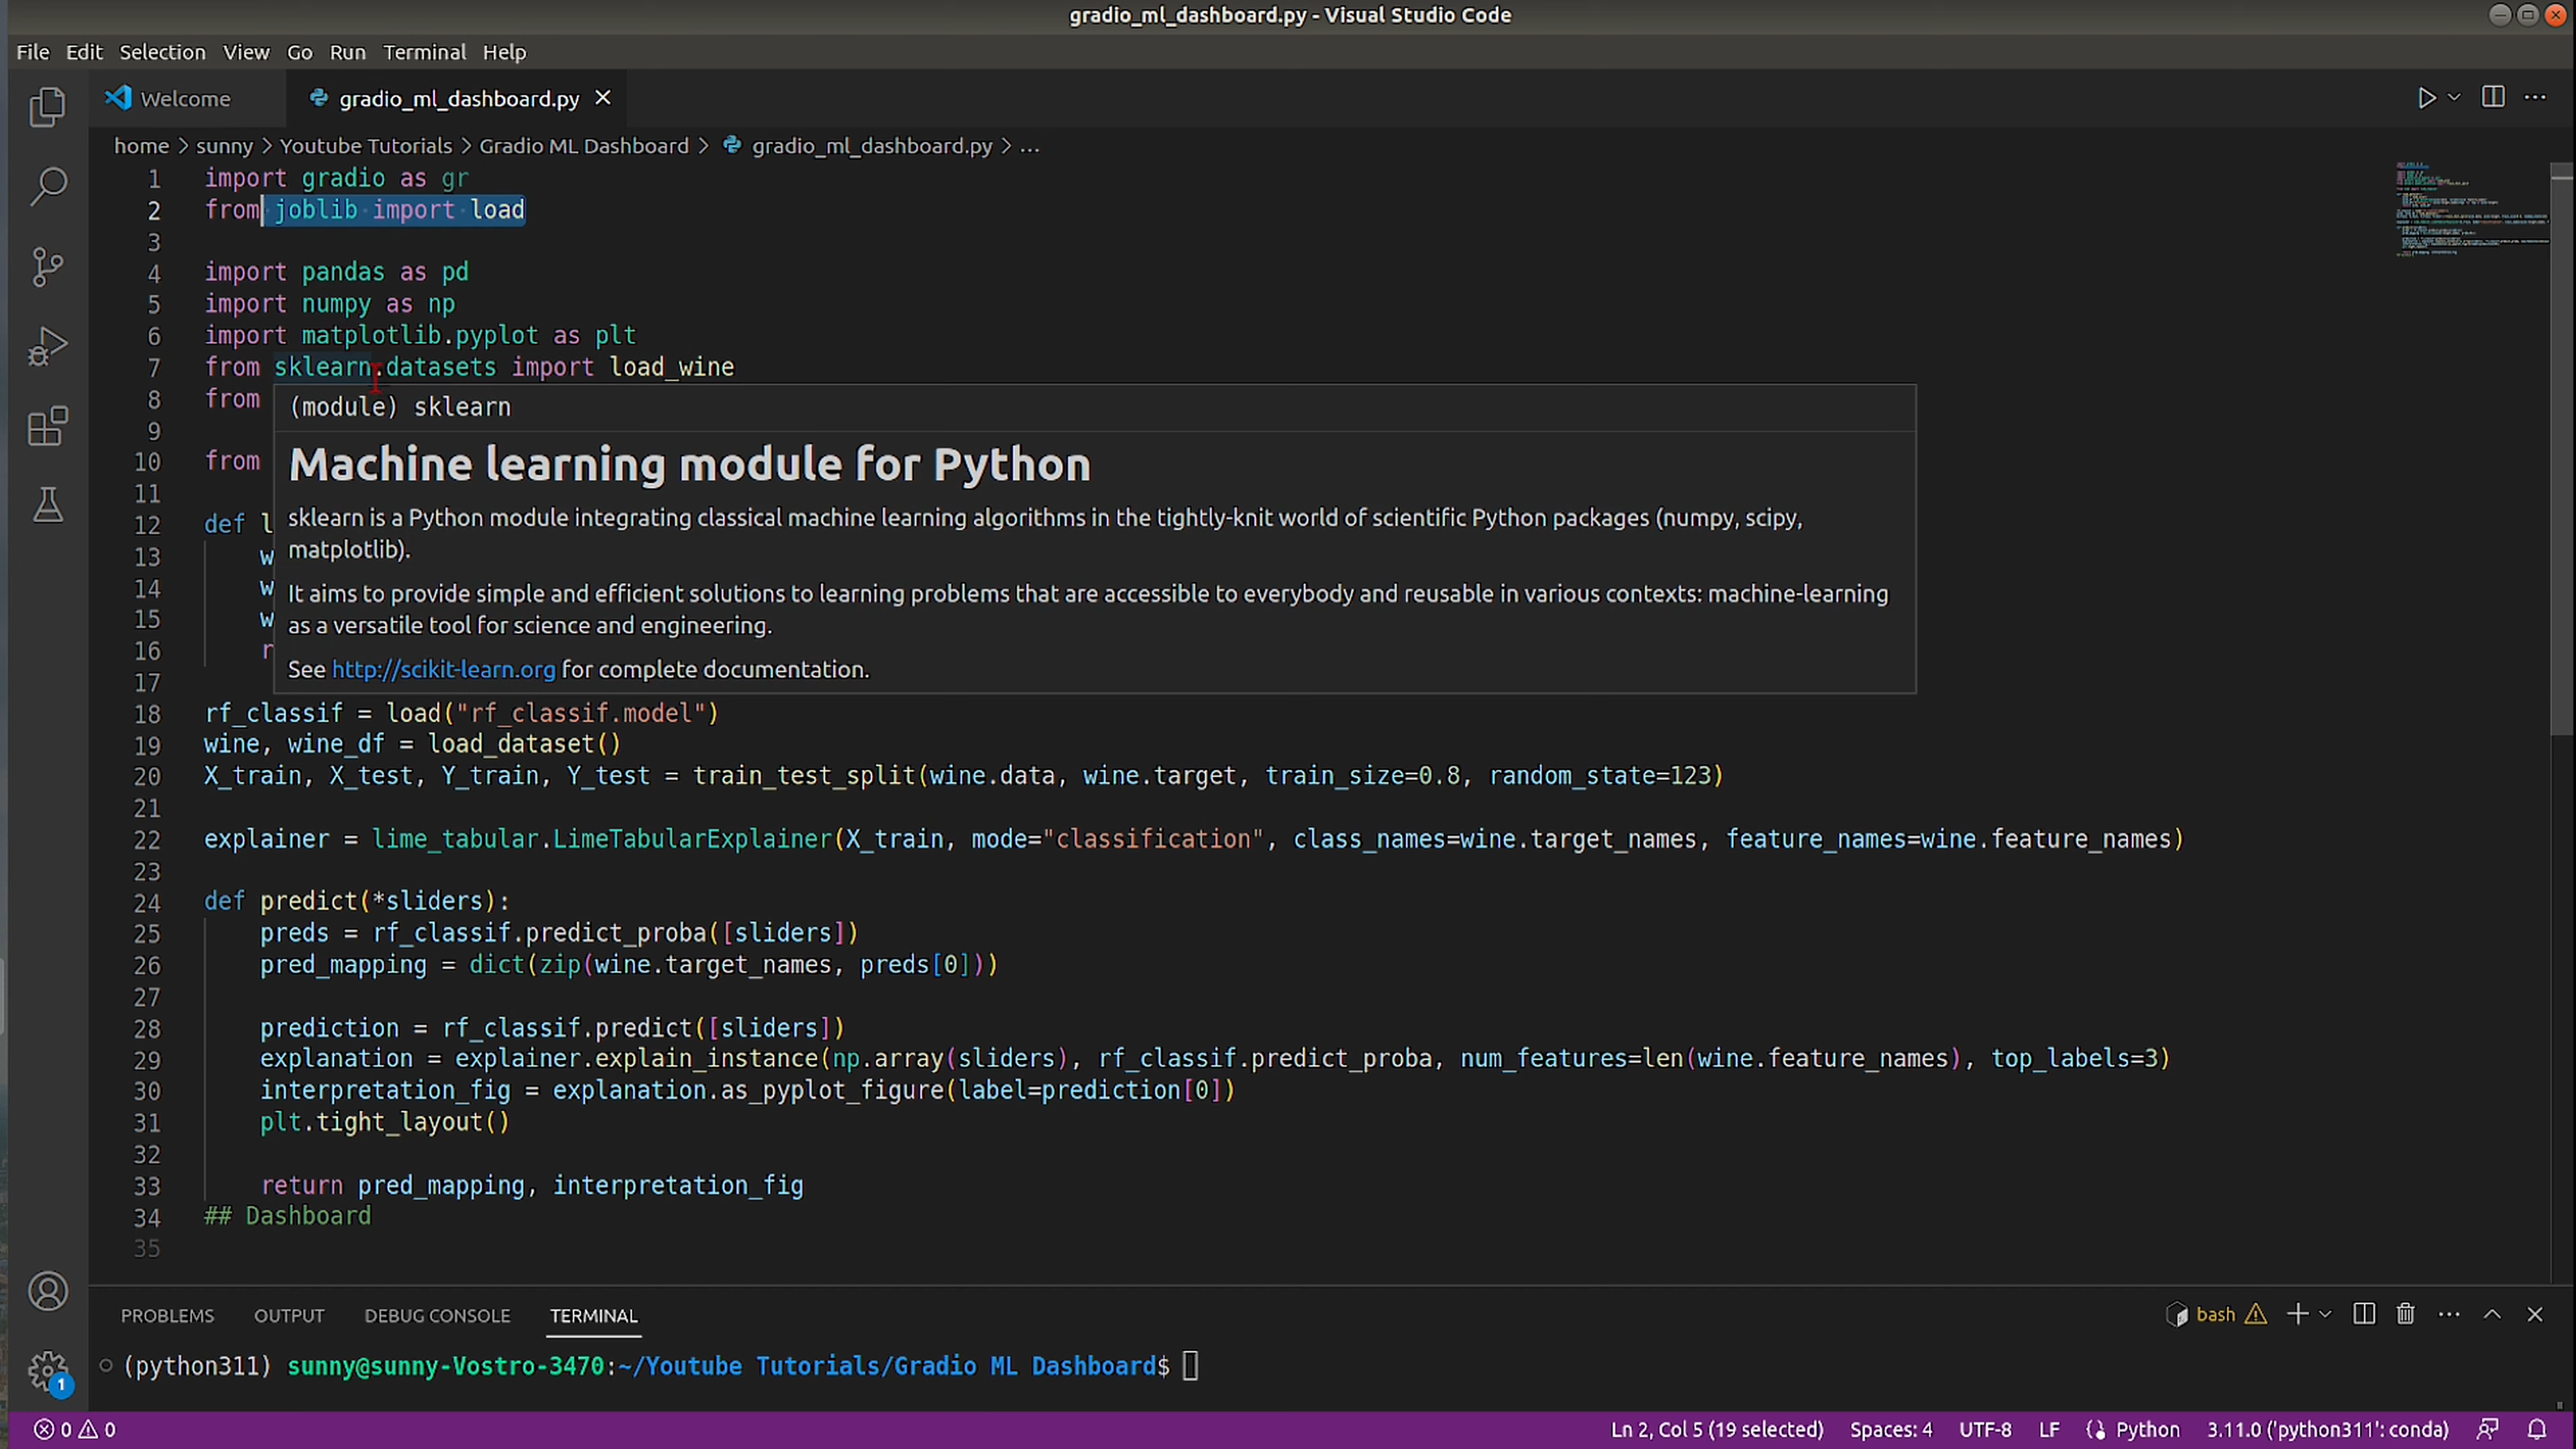 gradio_ml_dashboard.py - Visual Studio Code
File Edit Selection View Go Run Terminal Help
Welcome gradio_ml_dashboard.py
home > sunny > Youtube Tutorials > Gradio ML Dashboard > gradio_ml_dashboard.py > ...
1 import gradio as gr
2 from joblib import load
3
4 import pandas as pd
5 import numpy as np
6 import matplotlib.pyplot as plt
7 from sklearn.datasets import load_wine
8 from
(module) sklearn
9
10 from
Machine learning module for Python
11
12 def l
sklearn is a Python module integrating classical machine learning algorithms in the tightly-knit world of scientific Python packages (numpy, scipy,
matplotlib).
13 w
14 w
It aims to provide simple and efficient solutions to learning problems that are accessible to everybody and reusable in various contexts: machine-learning
as a versatile tool for science and engineering.
15 w
16 r
See http://scikit-learn.org for complete documentation.
17
18 rf_classif = load("rf_classif.model")
19 wine, wine_df = load_dataset()
20 X_train, X_test, Y_train, Y_test = train_test_split(wine.data, wine.target, train_size=0.8, random_state=123)
21
22 explainer = lime_tabular.LimeTabularExplainer(X_train, mode="classification", class_names=wine.target_names, feature_names=wine.feature_names)
23
24 def predict(*sliders):
25 preds = rf_classif.predict_proba([sliders])
26 pred_mapping = dict(zip(wine.target_names, preds[0]))
27
28 prediction = rf_classif.predict([sliders])
29 explanation = explainer.explain_instance(np.array(sliders), rf_classif.predict_proba, num_features=len(wine.feature_names), top_labels=3)
30 interpretation_fig = explanation.as_pyplot_figure(label=prediction[0])
31 plt.tight_layout()
32
33 return pred_mapping, interpretation_fig
34 ## Dashboard
35
PROBLEMS OUTPUT DEBUG CONSOLE TERMINAL bash
(python311) sunny@sunny-Vostro-3470:~/Youtube Tutorials/Gradio ML Dashboard$
1
0 0 Ln 2, Col 5 (19 selected) Spaces: 4 UTF-8 LF Python 3.11.0 ('python311': conda)